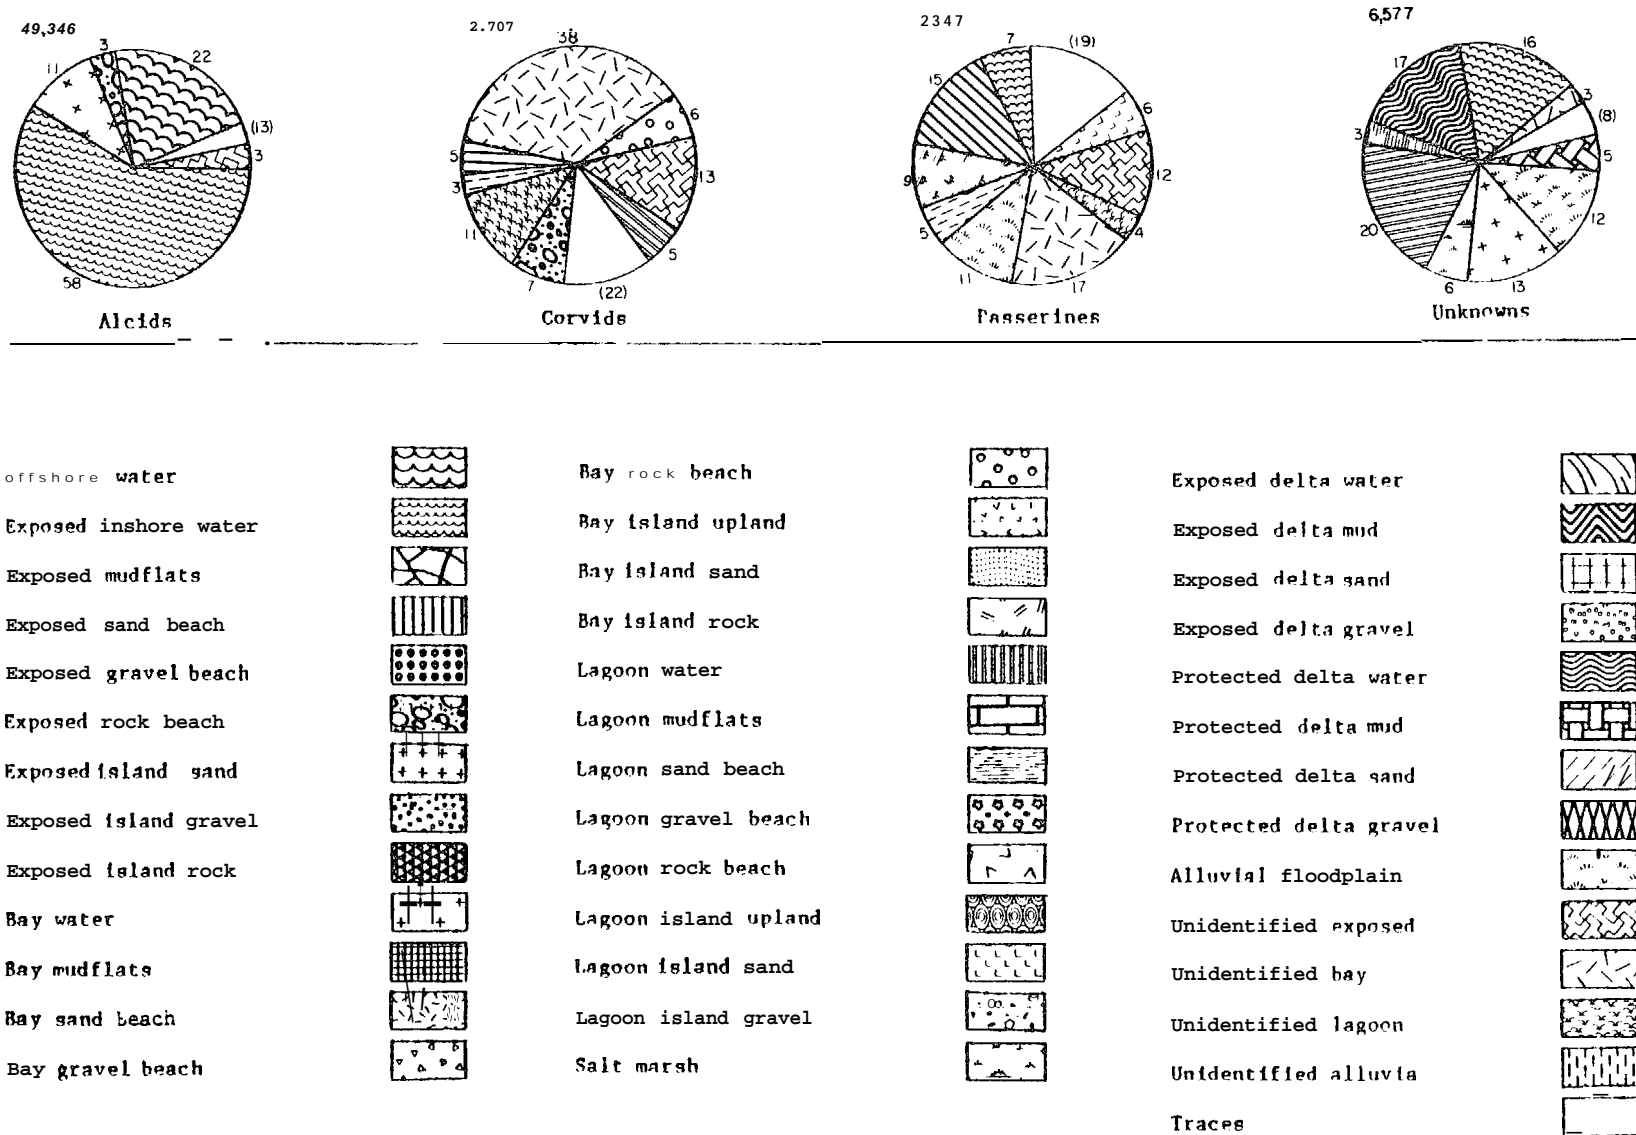 49,346
3
22
11
(13)
3
58
Alcids
2.707
38
6
5
13
3
11
5
7
(22)
Corvids
2347
7
(19)
15
6
9
12
5
4
11
17
Passerines
6,577
16
17
3
(8)
3
5
20
12
6
13
Unknowns
offshore water
Exposed inshore water
Exposed mudflats
Exposed sand beach
Exposed gravel beach
Exposed rock beach
Exposed island sand
Exposed island gravel
Exposed island rock
Bay water
Bay mudflats
Bay sand beach
Bay gravel beach
Bay rock beach
Bay island upland
Bay island sand
Bay island rock
Lagoon water
Lagoon mudflats
Lagoon sand beach
Lagoon gravel beach
Lagoon rock beach
Lagoon island upland
Lagoon island sand
Lagoon island gravel
Salt marsh
Exposed delta water
Exposed delta mud
Exposed delta sand
Exposed delta gravel
Protected delta water
Protected delta mud
Protected delta sand
Protected delta gravel
Alluvial floodplain
Unidentified exposed
Unidentified bay
Unidentified lagoon
Unidentified alluvia
Traces